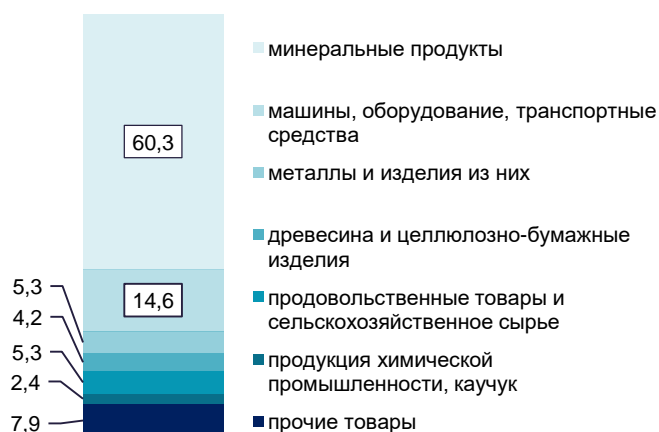 минеральные продукты
машины, оборудование, транспортные
средства
металлы и изделия из них
древесина и целлюлозно-бумажные
изделия
продовольственные товары и
сельскохозяйственное сырье
продукция химической
промышленности, каучук
прочие товары
60,3
14,6
5,3
4,2
5,3
2,4
7,9